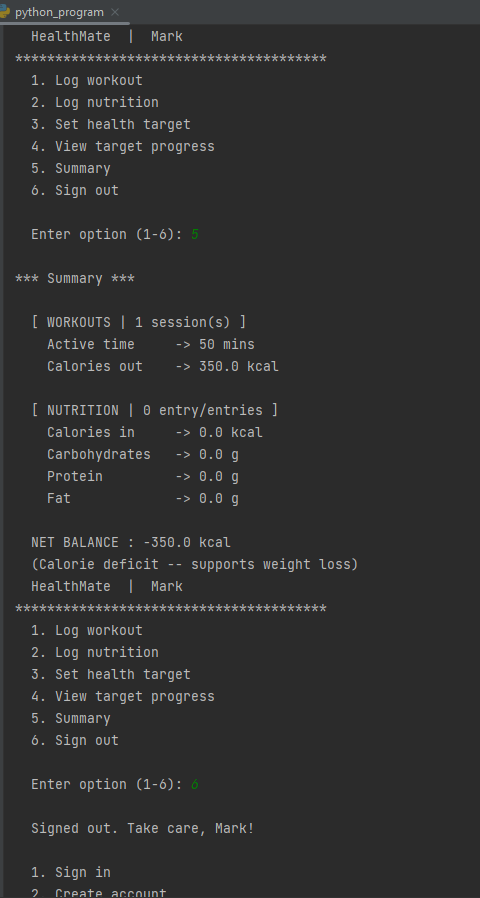 python_program
HealthMate  |  Mark
***************************************
1. Log workout
2. Log nutrition
3. Set health target
4. View target progress
5. Summary
6. Sign out
Enter option (1-6): 5
*** Summary ***
[ WORKOUTS | 1 session(s) ]
Active time     -> 50 mins
Calories out    -> 350.0 kcal
[ NUTRITION | 0 entry/entries ]
Calories in     -> 0.0 kcal
Carbohydrates   -> 0.0 g
Protein         -> 0.0 g
Fat             -> 0.0 g
NET BALANCE : -350.0 kcal
(Calorie deficit -- supports weight loss)
HealthMate  |  Mark
***************************************
1. Log workout
2. Log nutrition
3. Set health target
4. View target progress
5. Summary
6. Sign out
Enter option (1-6): 6
Signed out. Take care, Mark!
1. Sign in
2. Create account